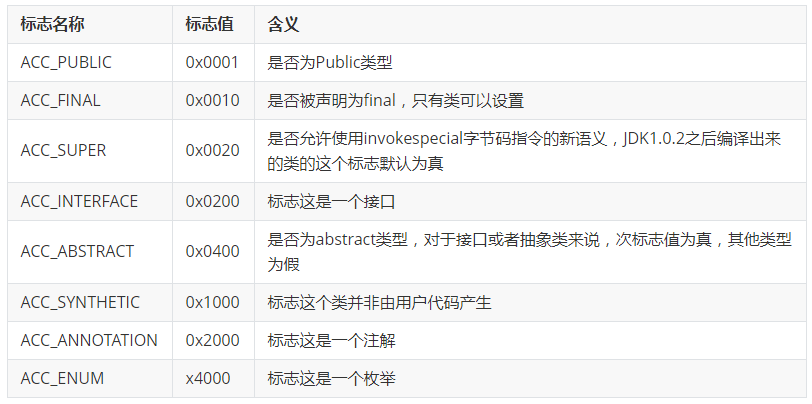 标志名称 标志值 含义
ACC_PUBLIC 0x0001 是否为Public类型
ACC_FINAL 0x0010 是否被声明为final，只有类可以设置
ACC_SUPER 0x0020 是否允许使用invokespecial字节码指令的新语义，JDK1.0.2之后编译出来
的类的这个标志默认为真
ACC_INTERFACE 0x0200 标志这是一个接口
ACC_ABSTRACT 0x0400 是否为abstract类型，对于接口或者抽象类来说，次标志值为真，其他类型
为假
ACC_SYNTHETIC 0x1000 标志这个类并非由用户代码产生
ACC_ANNOTATION 0x2000 标志这是一个注解
ACC_ENUM x4000 标志这是一个枚举